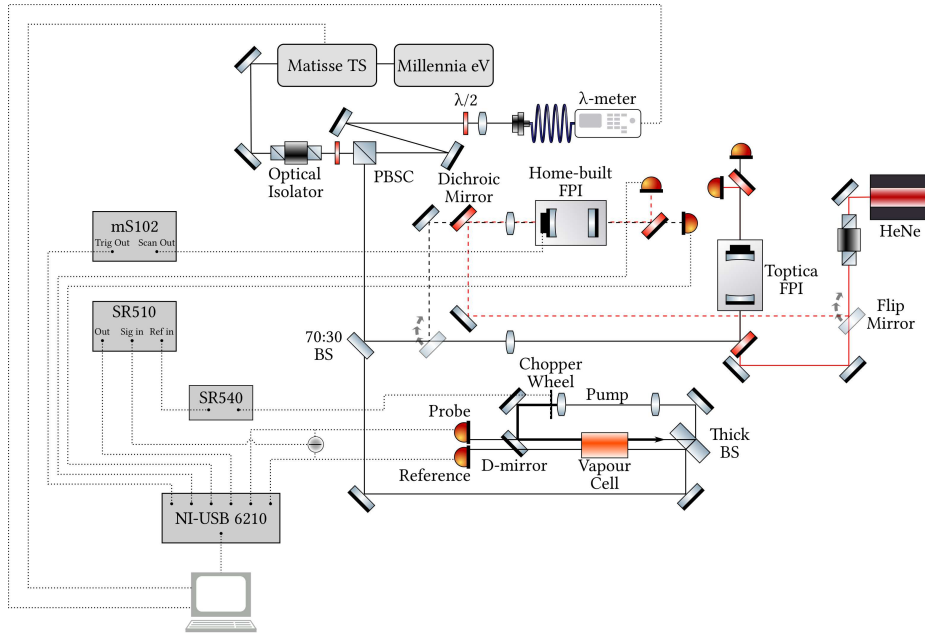 Matisse TS
Millennia eV
λ/2
λ-meter
Optical
Isolator
PBSC
Dichroic
Mirror
Home-built
FPI
HeNe
mS102
Trig Out
Scan Out
Toptica
FPI
SR510
Out
Sig in
Ref in
Flip
Mirror
70:30
BS
Chopper
Wheel
SR540
Pump
Probe
Thick
BS
Reference
D-mirror
Vapour
Cell
NI-USB 6210